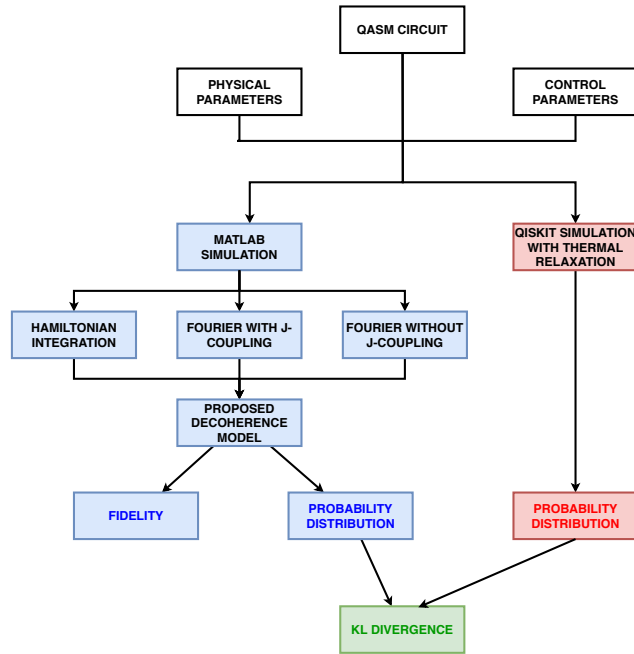 QASM CIRCUIT
PHYSICAL
PARAMETERS
CONTROL
PARAMETERS
MATLAB
SIMULATION
QISKIT SIMULATION
WITH THERMAL
RELAXATION
HAMILTONIAN
INTEGRATION
FOURIER WITH J-
COUPLING
FOURIER WITHOUT
J-COUPLING
PROPOSED
DECOHERENCE
MODEL
FIDELITY
PROBABILITY
DISTRIBUTION
PROBABILITY
DISTRIBUTION
KL DIVERGENCE